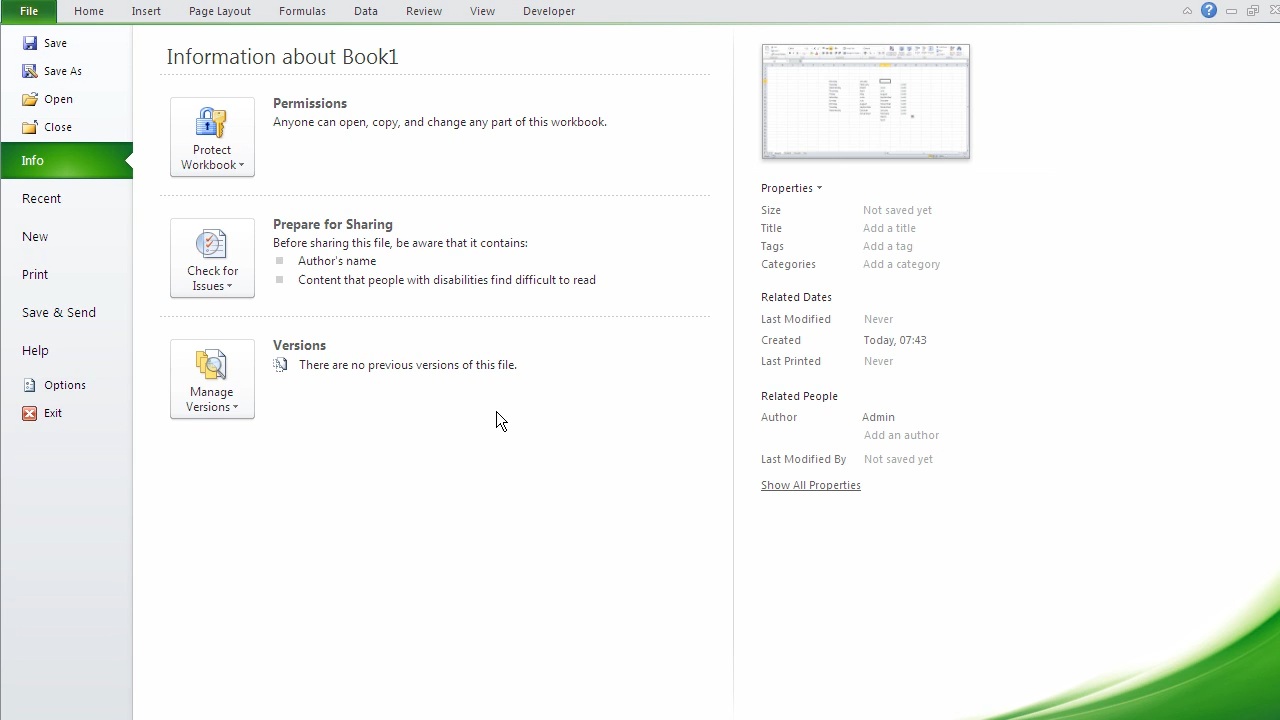 File Home Insert Page Layout Formulas Data Review View Developer
Save
Save As
Open
Close
Info
Recent
New
Print
Save & Send
Help
Options
Exit
Information about Book1
Protect
Workbook
Permissions
Anyone can open, copy and change any part of this workbook.
Check for
Issues
Prepare for Sharing
Before sharing this file, be aware that it contains:
Author's name
Content that people with disabilities find difficult to read
Manage
Versions
Versions
There are no previous versions of this file.
Properties
Size Not saved yet
Title Add a title
Tags Add a tag
Categories Add a category
Related Dates
Last Modified Never
Created Today, 07:43
Last Printed Never
Related People
Author Admin
Add an author
Last Modified By Not saved yet
Show All Properties